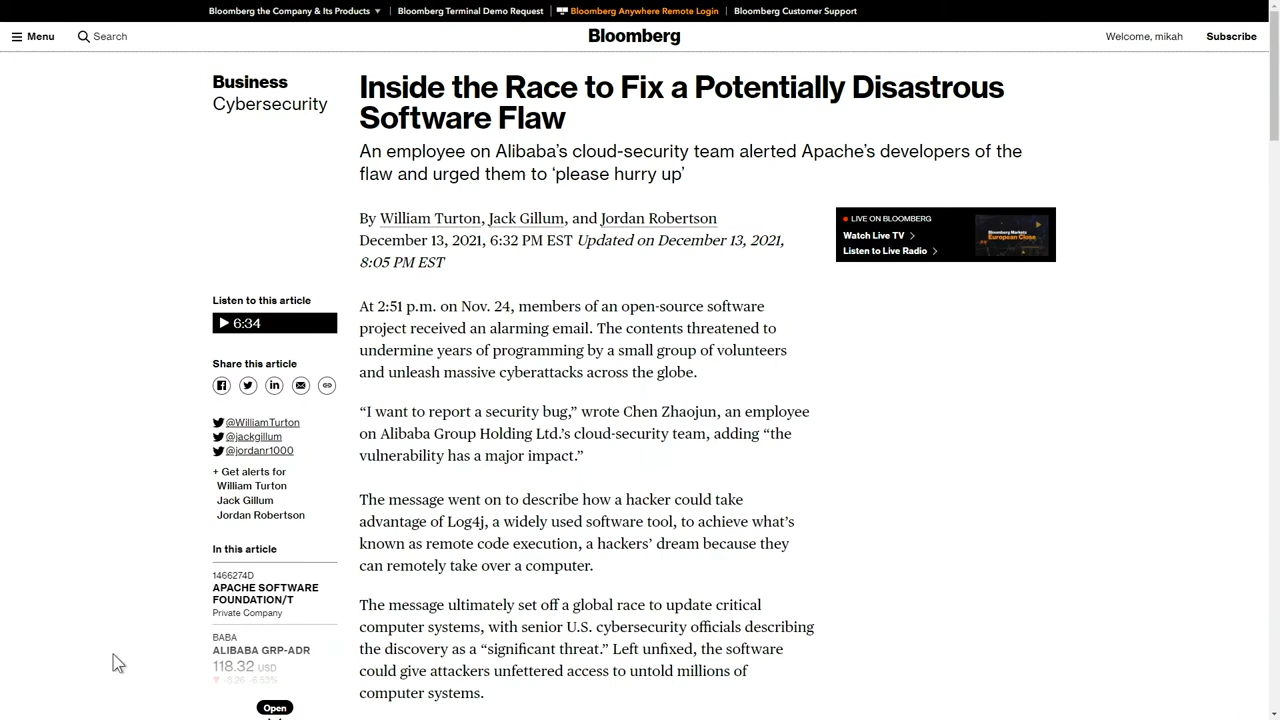 Bloomberg the Company & Its Products ▼ Bloomberg Terminal Demo Request Bloomberg Anywhere Remote Login Bloomberg Customer Support
Menu Search Bloomberg Welcome, mikah Subscribe
Business
Cybersecurity
Inside the Race to Fix a Potentially Disastrous
Software Flaw
An employee on Alibaba’s cloud-security team alerted Apache’s developers of the
flaw and urged them to ‘please hurry up’
By William Turton, Jack Gillum, and Jordan Robertson
December 13, 2021, 6:32 PM EST Updated on December 13, 2021,
8:05 PM EST
LIVE ON BLOOMBERG
Watch Live TV >
Listen to Live Radio >
Bloomberg Markets
European Close
Listen to this article
6:34
Share this article
@WilliamTurton
@jackgillum
@jordanr1000
+ Get alerts for
William Turton
Jack Gillum
Jordan Robertson
In this article
1466274D
APACHE SOFTWARE
FOUNDATION/T
Private Company
BABA
ALIBABA GRP-ADR
118.32 USD
▼ -8.26 -6.53%
Open
At 2:51 p.m. on Nov. 24, members of an open-source software
project received an alarming email. The contents threatened to
undermine years of programming by a small group of volunteers
and unleash massive cyberattacks across the globe.
“I want to report a security bug,” wrote Chen Zhaojun, an employee
on Alibaba Group Holding Ltd.’s cloud-security team, adding “the
vulnerability has a major impact.”
The message went on to describe how a hacker could take
advantage of Log4j, a widely used software tool, to achieve what’s
known as remote code execution, a hackers’ dream because they
can remotely take over a computer.
The message ultimately set off a global race to update critical
computer systems, with senior U.S. cybersecurity officials describing
the discovery as a “significant threat.” Left unfixed, the software
could give attackers unfettered access to untold millions of
computer systems.